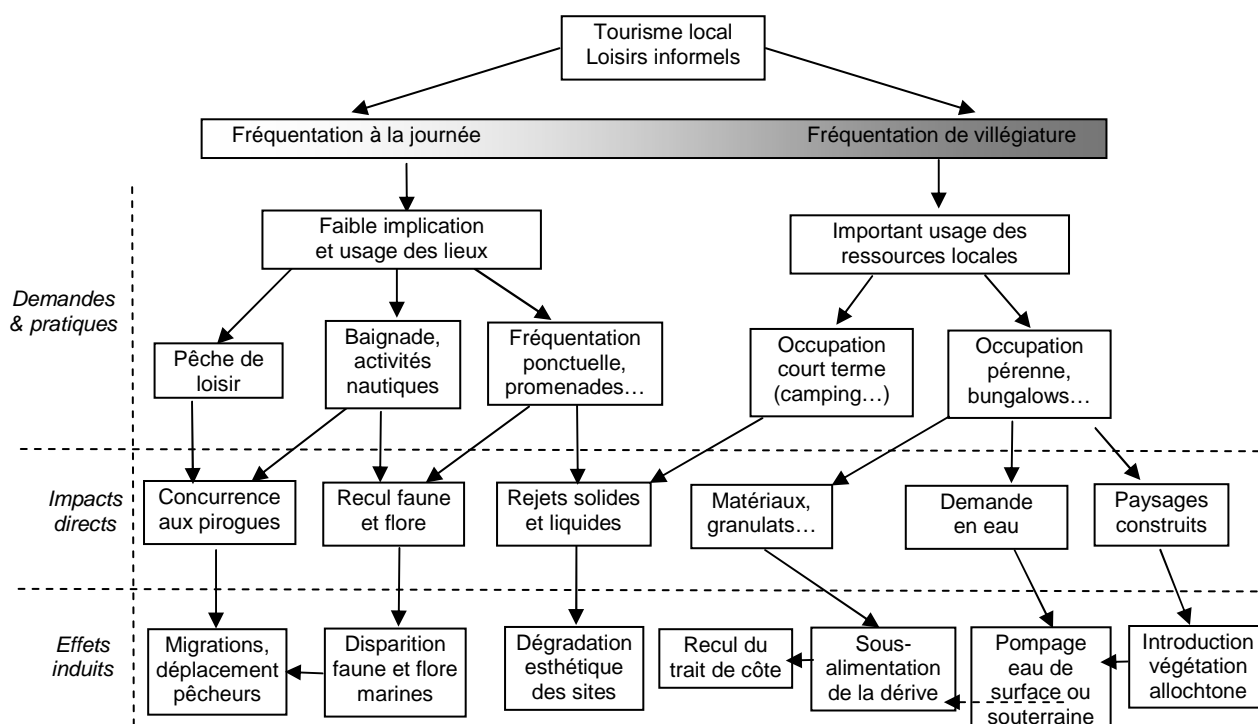 Tourisme local
Loisirs informels
Fréquentation à la journée
Fréquentation de villégiature
Faible implication
et usage des lieux
Important usage des
ressources locales
Demandes
& pratiques
Pêche de
loisir
Baignade,
activités
nautiques
Fréquentation
ponctuelle,
promenades…
Occupation
court terme
(camping…)
Occupation
pérenne,
bungalows…
Impacts
directs
Concurrence
aux pirogues
Recul faune
et flore
Rejets solides
et liquides
Matériaux,
granulats…
Demande
en eau
Paysages
construits
Effets
induits
Migrations,
déplacement
pêcheurs
Disparition
faune et flore
marines
Dégradation
esthétique
des sites
Recul du
trait de côte
Sous-
alimentation
de la dérive
Pompage
eau de
surface ou
souterraine
Introduction
végétation
allochtone